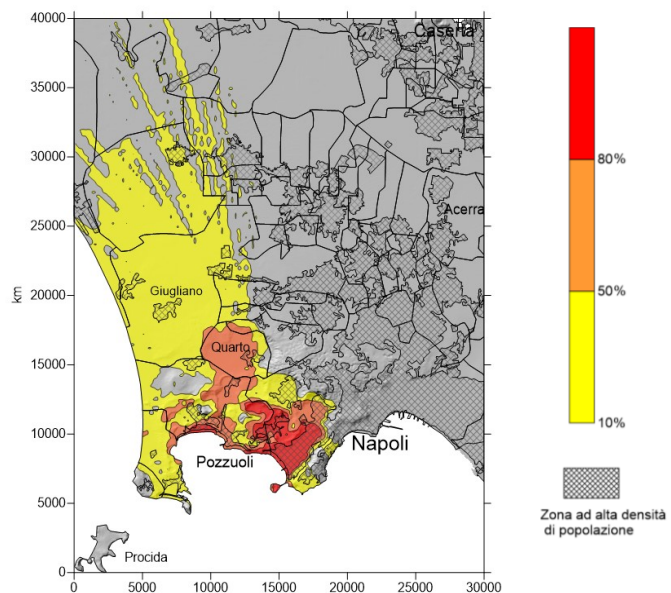 40000
35000
30000
25000
20000
15000
10000
5000
0
km
0
5000
10000
15000
20000
25000
30000
Caserta
Acerra
Giugliano
Quarto
Napoli
Pozzuoli
Procida
80%
50%
10%
Zona ad alta densità
di popolazione